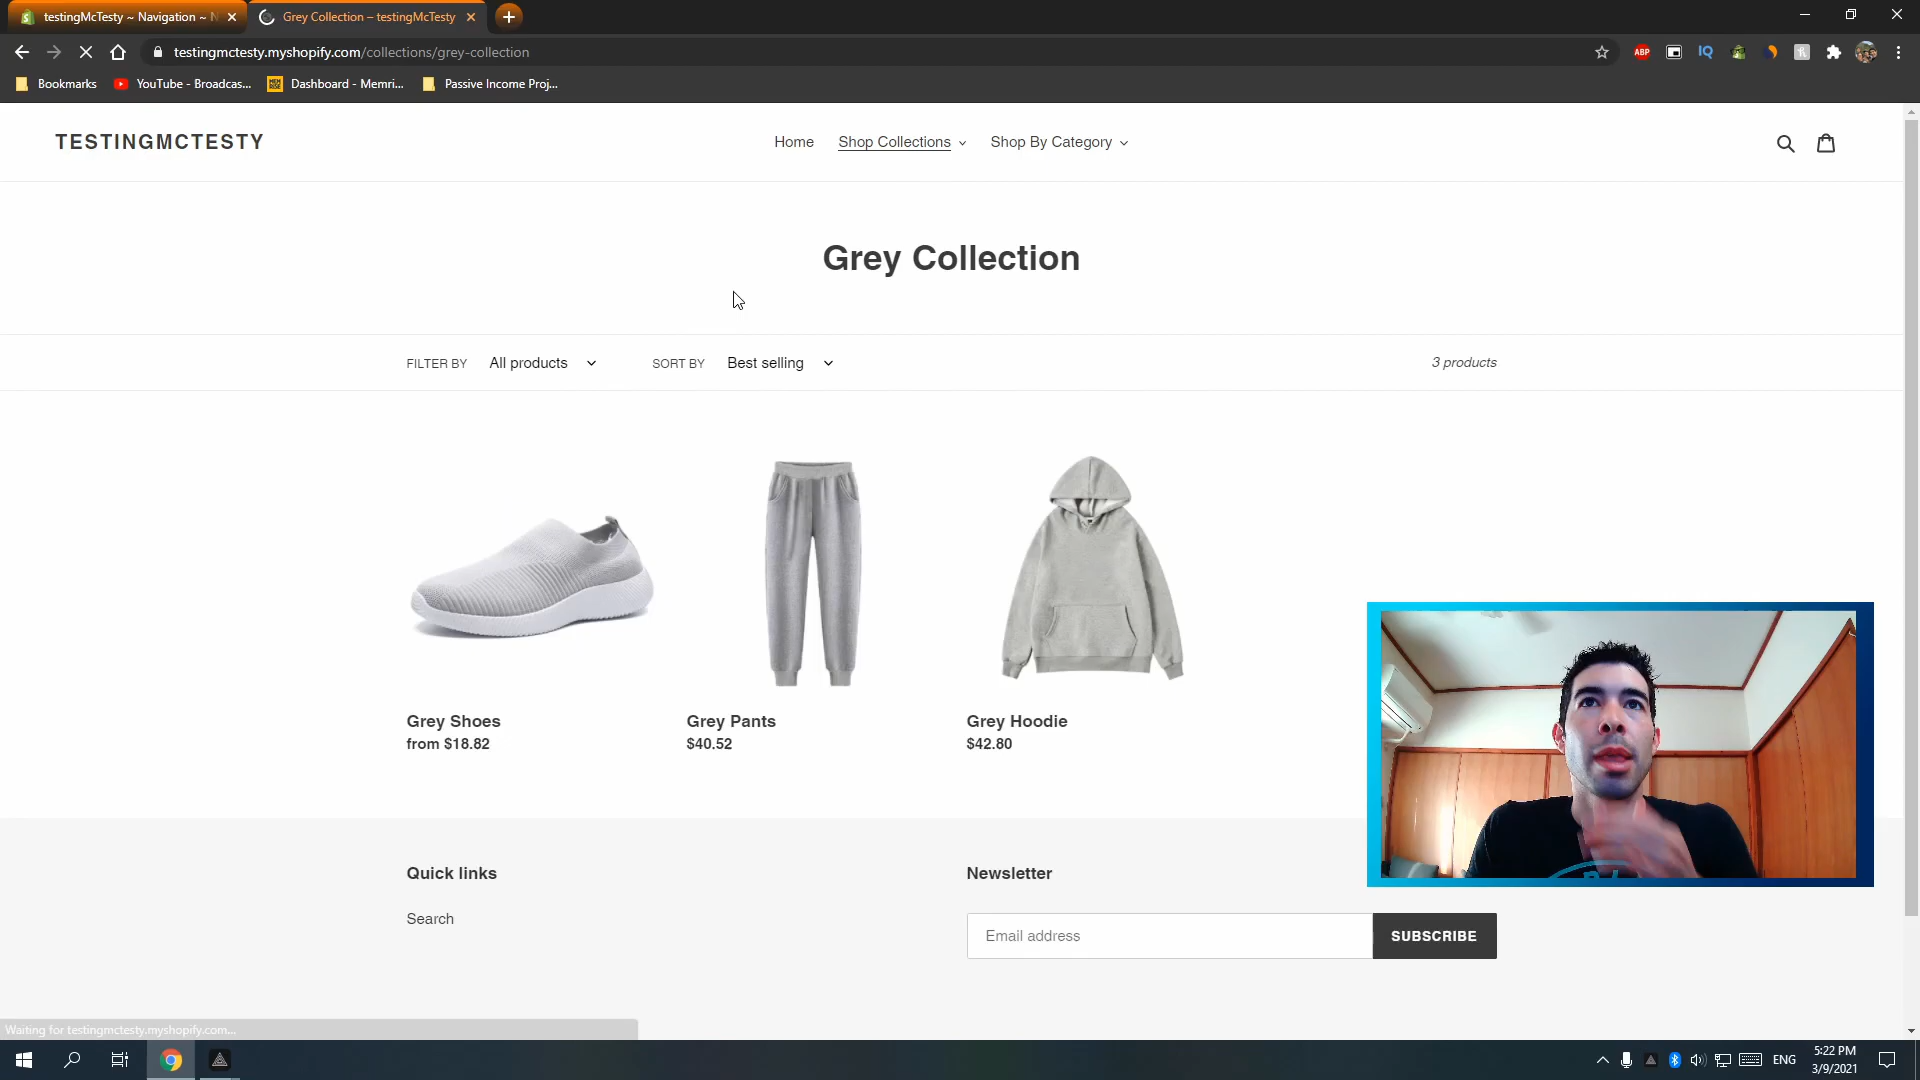 testingMcTesty ~ Navigation ~ N
Grey Collection – testingMcTesty
testingmctesty.myshopify.com/collections/grey-collection
ABP
IQ
Bookmarks
YouTube - Broadcas...
Dashboard - Memri...
Passive Income Proj...
TESTINGMCTESTY
Home
Shop Collections
Shop By Category
Grey Collection
FILTER BY All products
SORT BY Best selling
3 products
Grey Shoes
from $18.82
Grey Pants
$40.52
Grey Hoodie
$42.80
Quick links
Search
Newsletter
Email address
SUBSCRIBE
Waiting for testingmctesty.myshopify.com...
ENG
5:22 PM
3/9/2021